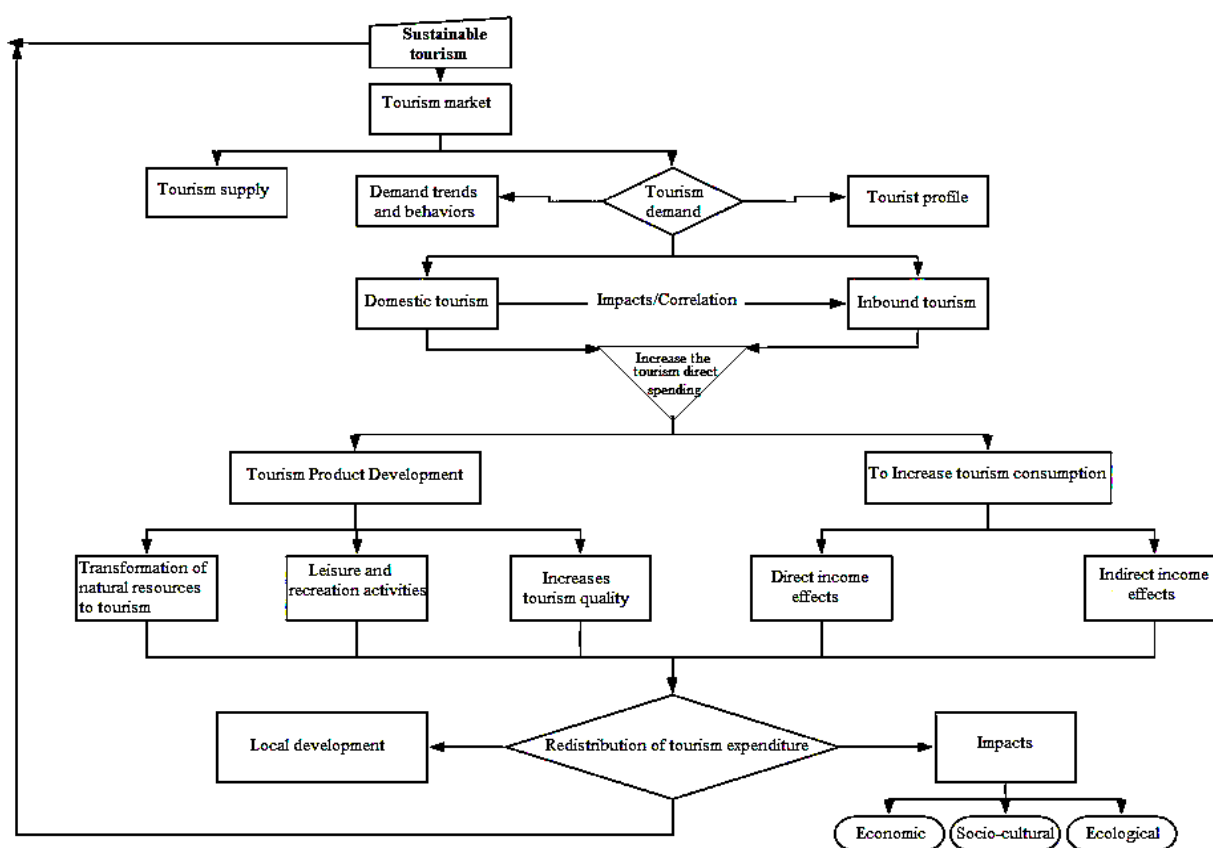 Sustainable
tourism
Tourism market
Tourism supply
Demand trends
and behaviors
Tourism
demand
Tourist profile
Domestic tourism
Impacts/Correlation
Inbound tourism
Increase the
tourism direct
spending
Tourism Product Development
To Increase tourism consumption
Transformation of
natural resources
to tourism
Leisure and
recreation activities
Increases
tourism quality
Direct income
effects
Indirect income
effects
Local development
Redistribution of tourism expenditure
Impacts
Economic
Socio-cultural
Ecological